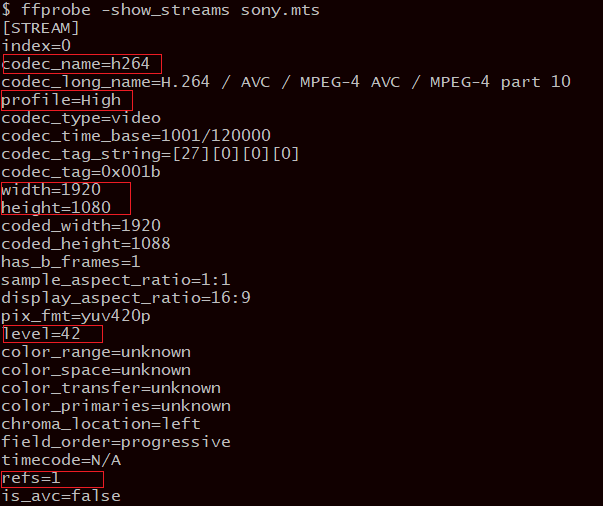 $ ffprobe -show_streams sony.mts
[STREAM]
index=0
codec_name=h264
codec_long_name=H.264 / AVC / MPEG-4 AVC / MPEG-4 part 10
profile=High
codec_type=video
codec_time_base=1001/120000
codec_tag_string=[27][0][0][0]
codec_tag=0x001b
width=1920
height=1080
coded_width=1920
coded_height=1088
has_b_frames=1
sample_aspect_ratio=1:1
display_aspect_ratio=16:9
pix_fmt=yuv420p
level=42
color_range=unknown
color_space=unknown
color_transfer=unknown
color_primaries=unknown
chroma_location=left
field_order=progressive
timecode=N/A
refs=1
is_avc=false